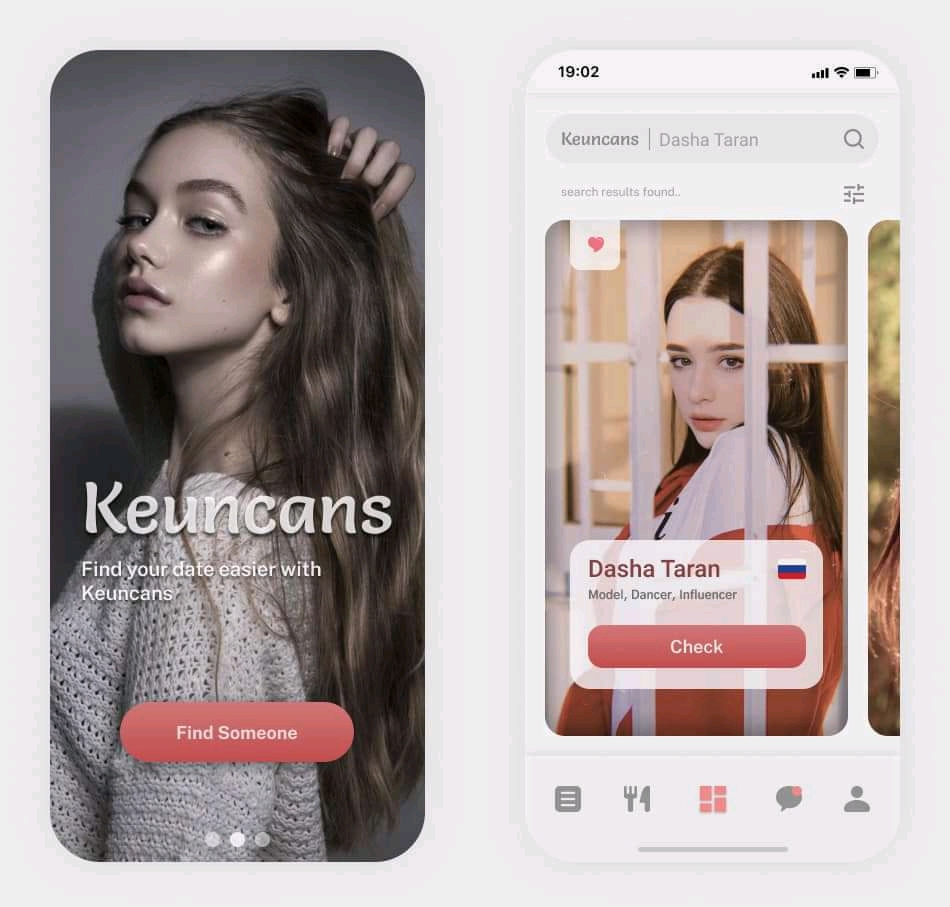 Keuncans
Find your date easier with
Keuncans
Find Someone
19:02
Keuncans | Dasha Taran
search results found..
i
Dasha Taran
Model, Dancer, Influencer
Check